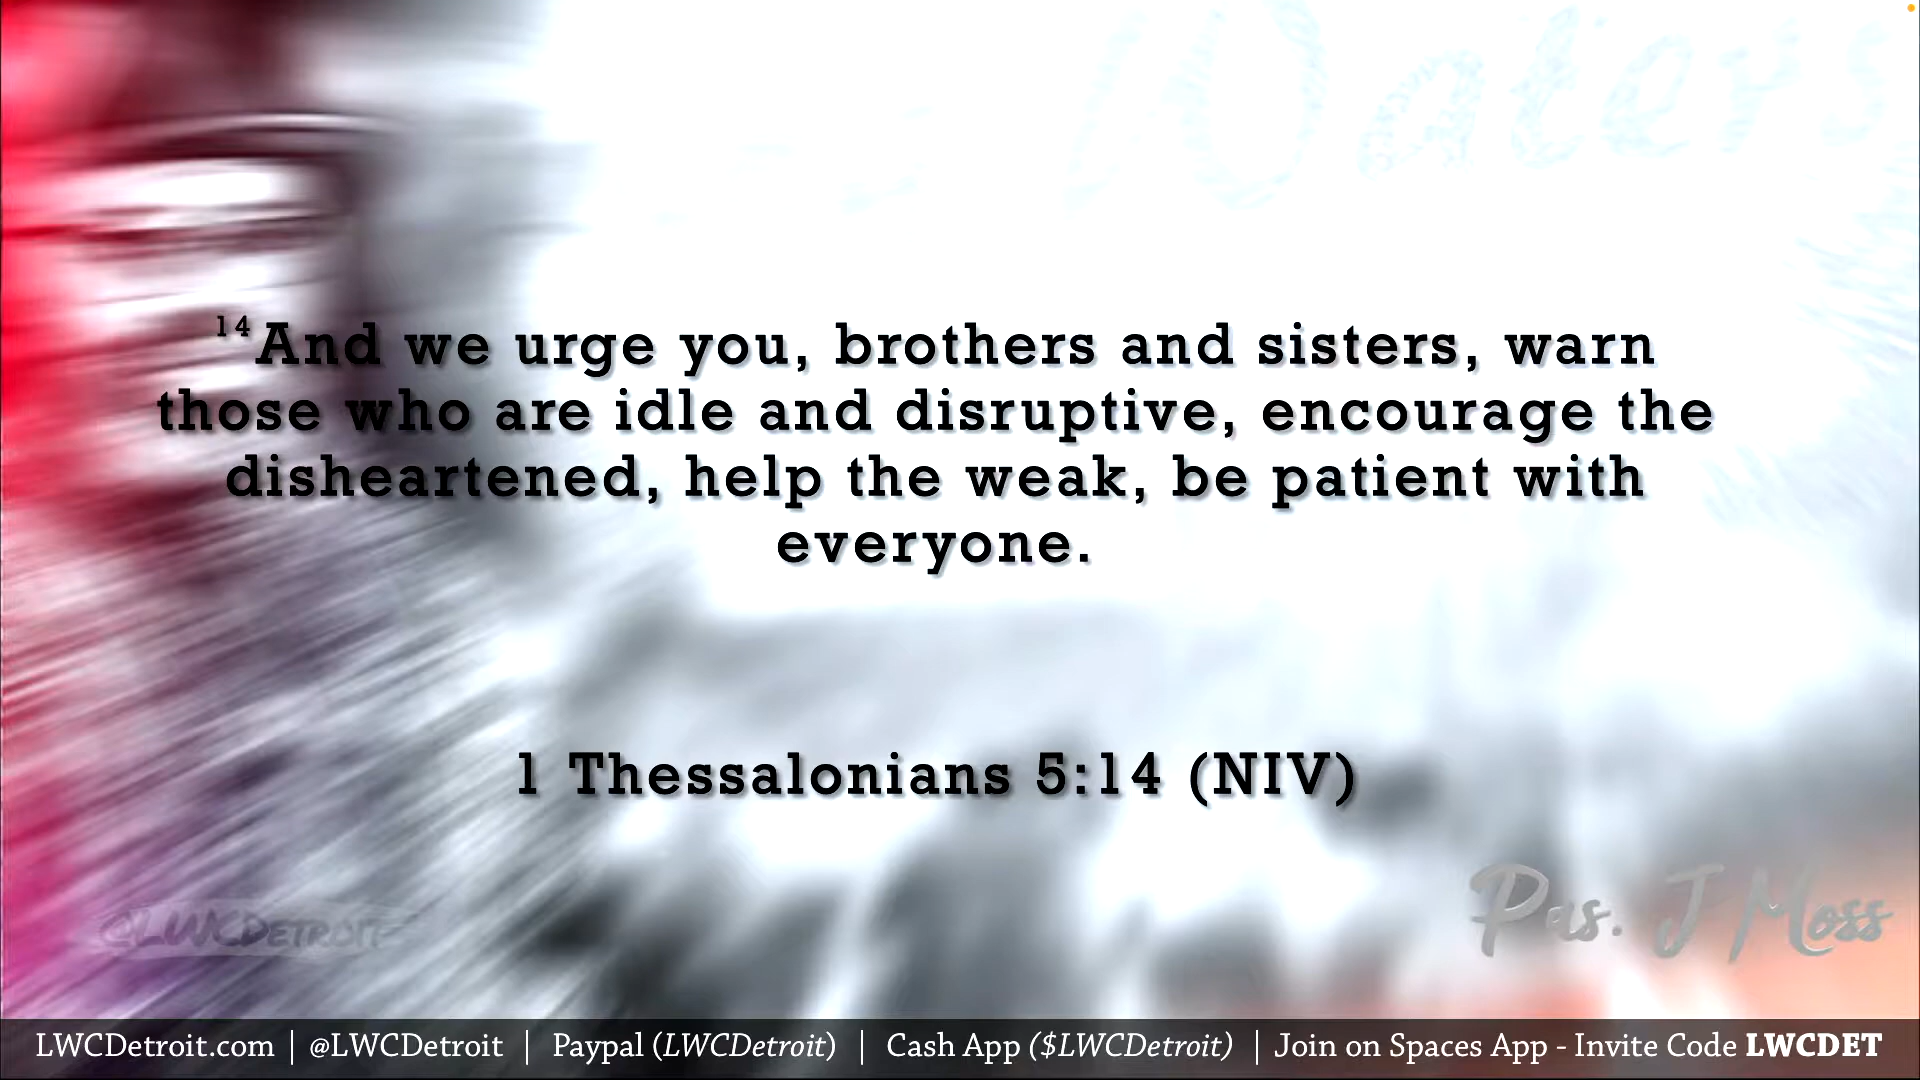 Waters
14And we urge you, brothers and sisters, warn
those who are idle and disruptive, encourage the
disheartened, help the weak, be patient with
everyone.
1 Thessalonians 5:14 (NIV)
@LWCDetroit
Pas. J Moss
LWCDetroit.com | @LWCDetroit | Paypal (LWCDetroit) | Cash App ($LWCDetroit) | Join on Spaces App - Invite Code LWCDET